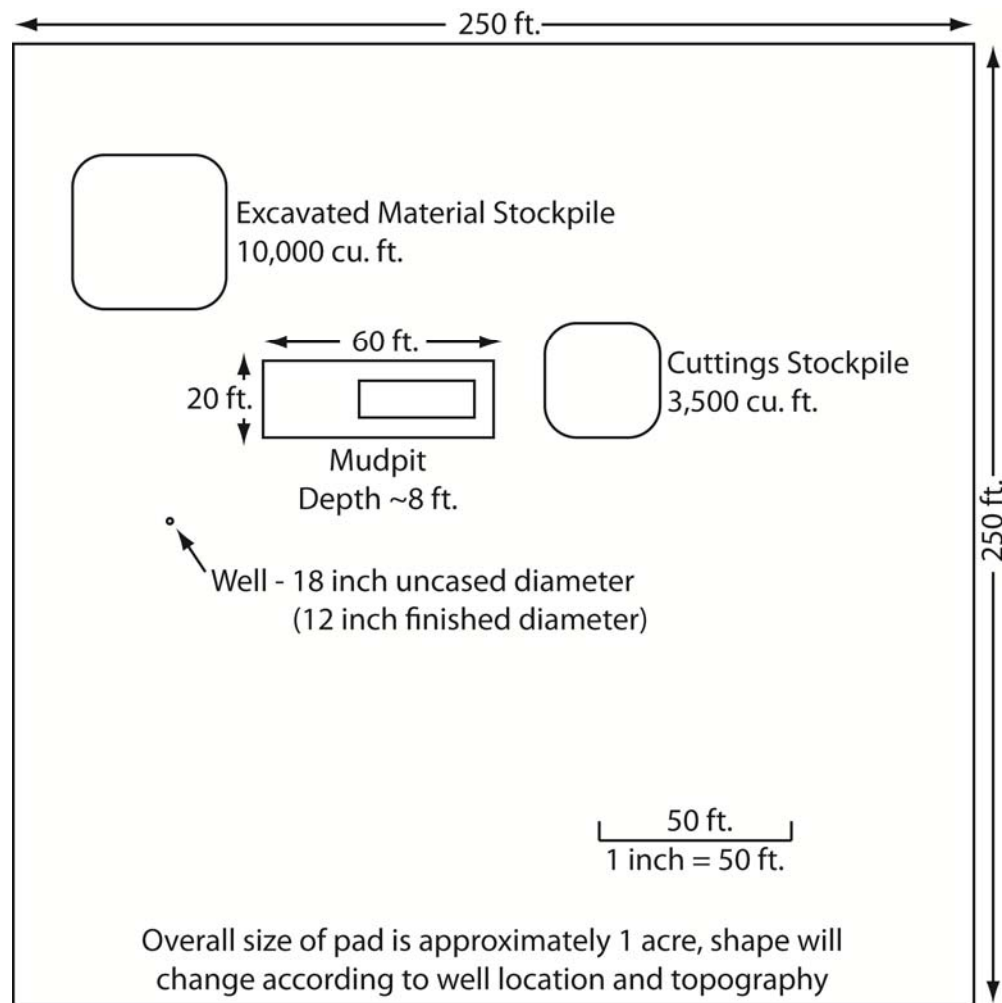 250 ft.
Excavated Material Stockpile
10,000 cu. ft.
60 ft.
20 ft.
Cuttings Stockpile
3,500 cu. ft.
Mudpit
Depth ~8 ft.
250 ft.
Well - 18 inch uncased diameter
(12 inch finished diameter)
50 ft.
1 inch = 50 ft.
Overall size of pad is approximately 1 acre, shape will
change according to well location and topography